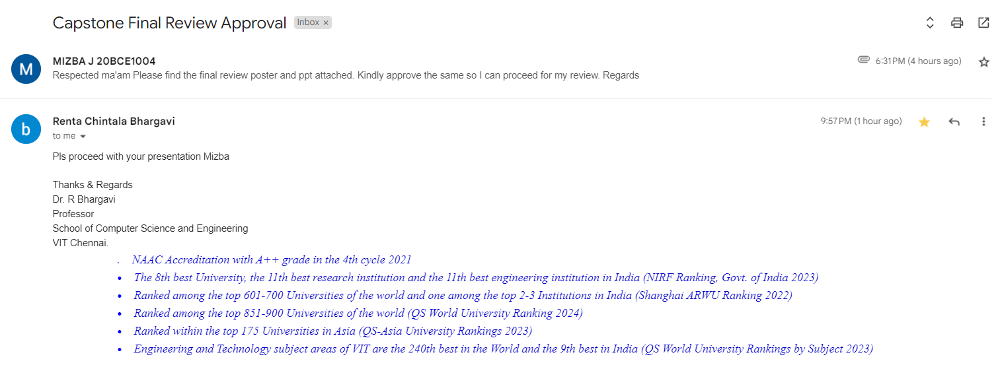 Capstone Final Review Approval Inbox ×
M
MIZBA J 20BCE1004 6:31 PM (4 hours ago)
Respected ma'am Please find the final review poster and ppt attached. Kindly approve the same so I can proceed for my review. Regards
b
Renta Chintala Bhargavi 9:57 PM (1 hour ago)
to me
Pls proceed with your presentation Mizba
Thanks & Regards
Dr. R Bhargavi
Professor
School of Computer Science and Engineering
VIT Chennai.
. NAAC Accreditation with A++ grade in the 4th cycle 2021
• The 8th best University, the 11th best research institution and the 11th best engineering institution in India (NIRF Ranking, Govt. of India 2023)
• Ranked among the top 601-700 Universities of the world and one among the top 2-3 Institutions in India (Shanghai ARWU Ranking 2022)
• Ranked among the top 851-900 Universities of the world (QS World University Ranking 2024)
• Ranked within the top 175 Universities in Asia (QS-Asia University Rankings 2023)
• Engineering and Technology subject areas of VIT are the 240th best in the World and the 9th best in India (QS World University Rankings by Subject 2023)